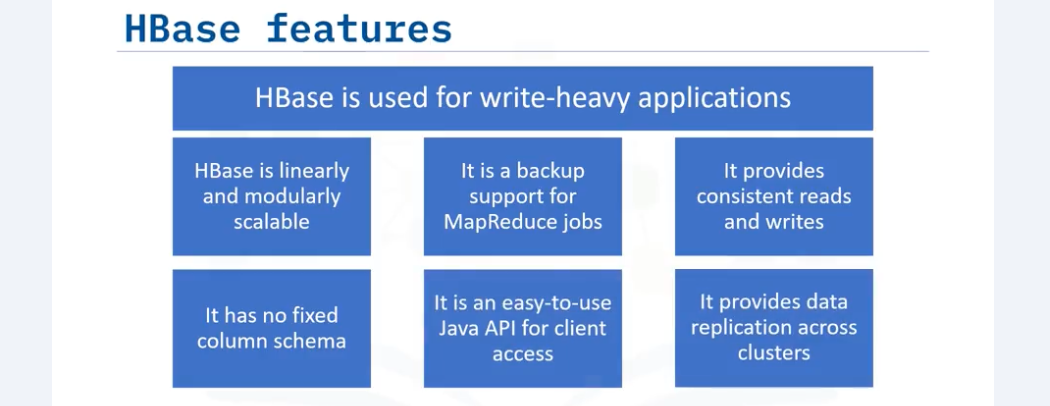 HBase features
HBase is used for write-heavy applications
HBase is linearly
and modularly
scalable
It is a backup
support for
MapReduce jobs
It provides
consistent reads
and writes
It has no fixed
column schema
It is an easy-to-use
Java API for client
access
It provides data
replication across
clusters